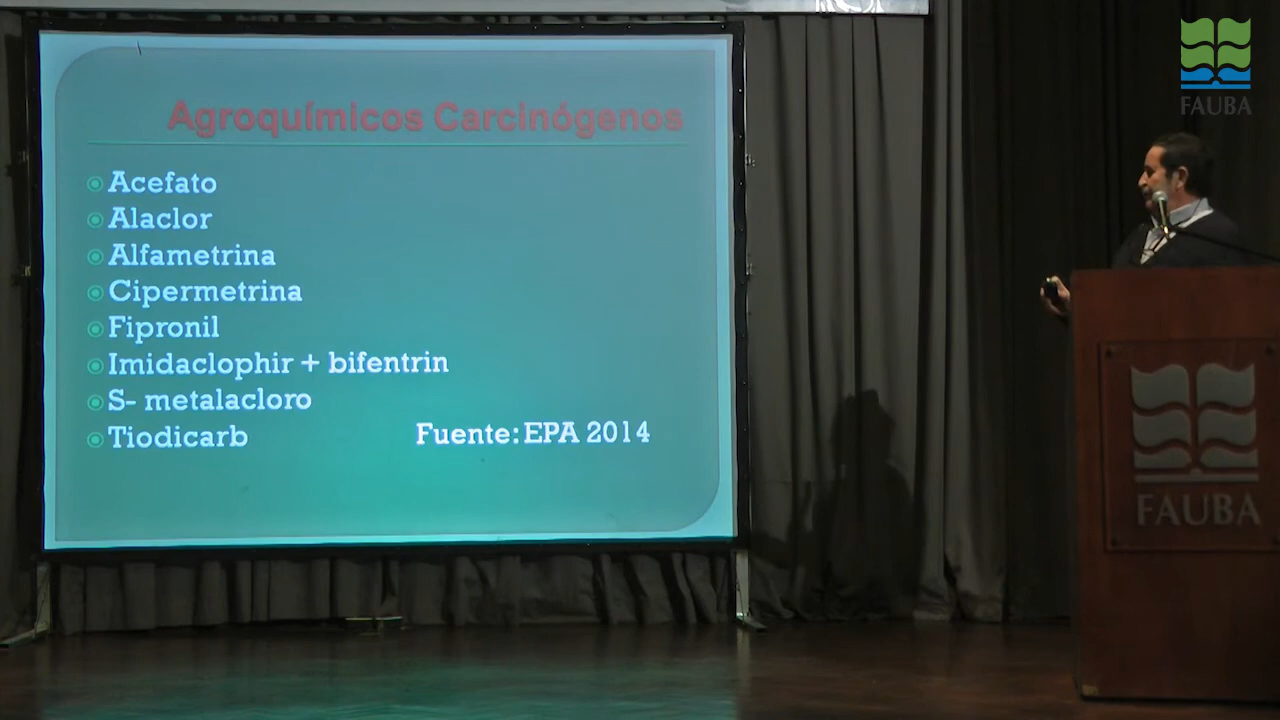 FAUBA
Agroquímicos Carcinógenos
Acefato
Alaclor
Alfametrina
Cipermetrina
Fipronil
Imidaclophir + bifentrin
S- metalacloro
Tiodicarb
Fuente: EPA 2014
FAUBA